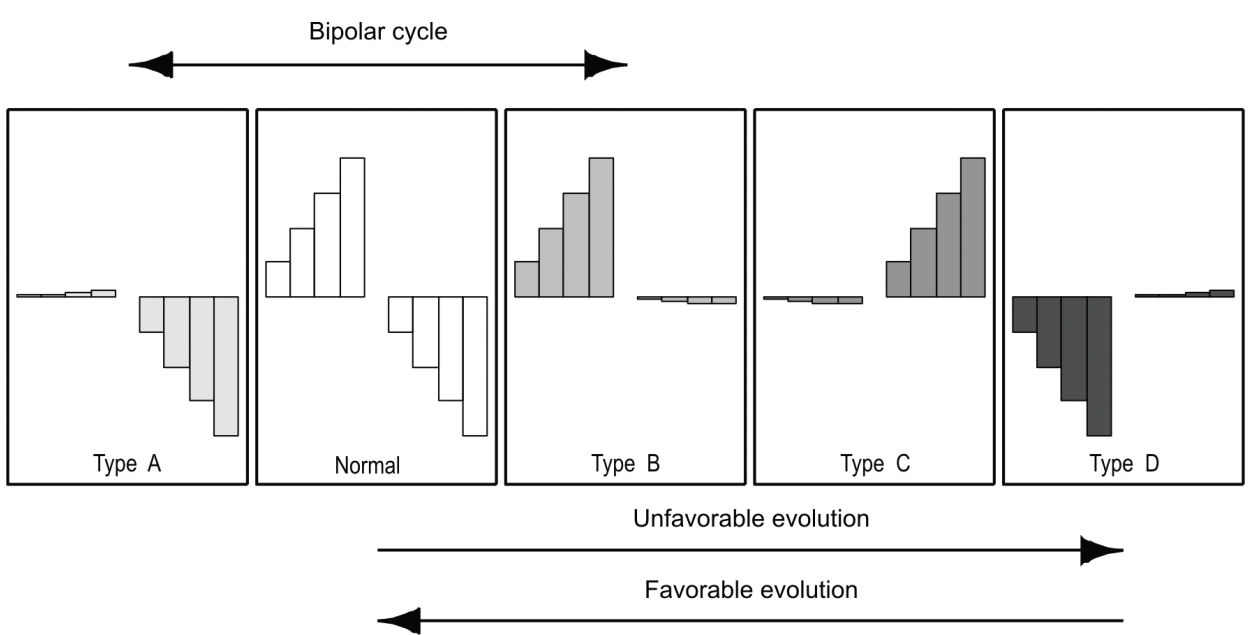 Bipolar cycle
Type A
Normal
Type B
Type C
Type D
Unfavorable evolution
Favorable evolution